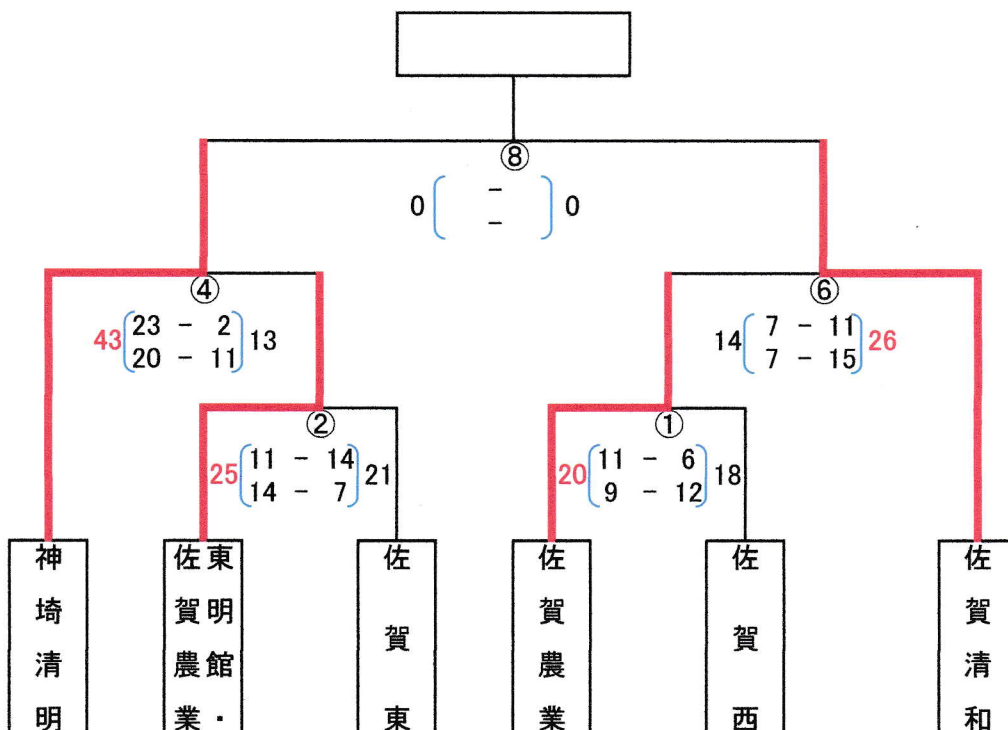 ⑧
0 ( - ) 0
-
④
43 ( 23 - 2 ) 13
20 - 11
⑥
14 ( 7 - 11 ) 26
7 - 15
②
25 ( 11 - 14 ) 21
14 - 7
①
20 ( 11 - 6 ) 18
9 - 12
神埼清明
東明館・
佐賀農業
佐賀東
佐賀農業
佐賀西
佐賀清和